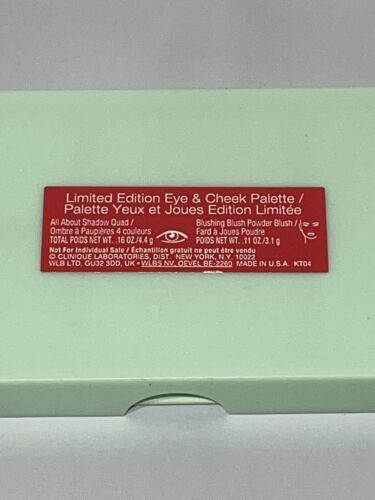 Limited Edition Eye & Cheek Palette /
Palette Yeux et Joues Edition Limitée
All About Shadow Quad /
Ombre à Paupières 4 couleurs
TOTAL POIDS NET WT. .16 OZ./4.4 g
Blushing Blush Powder Blush /
Fard à Joues Poudre
POIDS NET WT. .11 OZ./3.1 g
Not For Individual Sale / Échantillon gratuit ne peut être vendu
© CLINIQUE LABORATORIES, DIST. NEW YORK, N.Y. 10022
WLB LTD, GU32 3DD, UK • WLBS NV, OEVEL BE-2260 MADE IN U.S.A. KT04